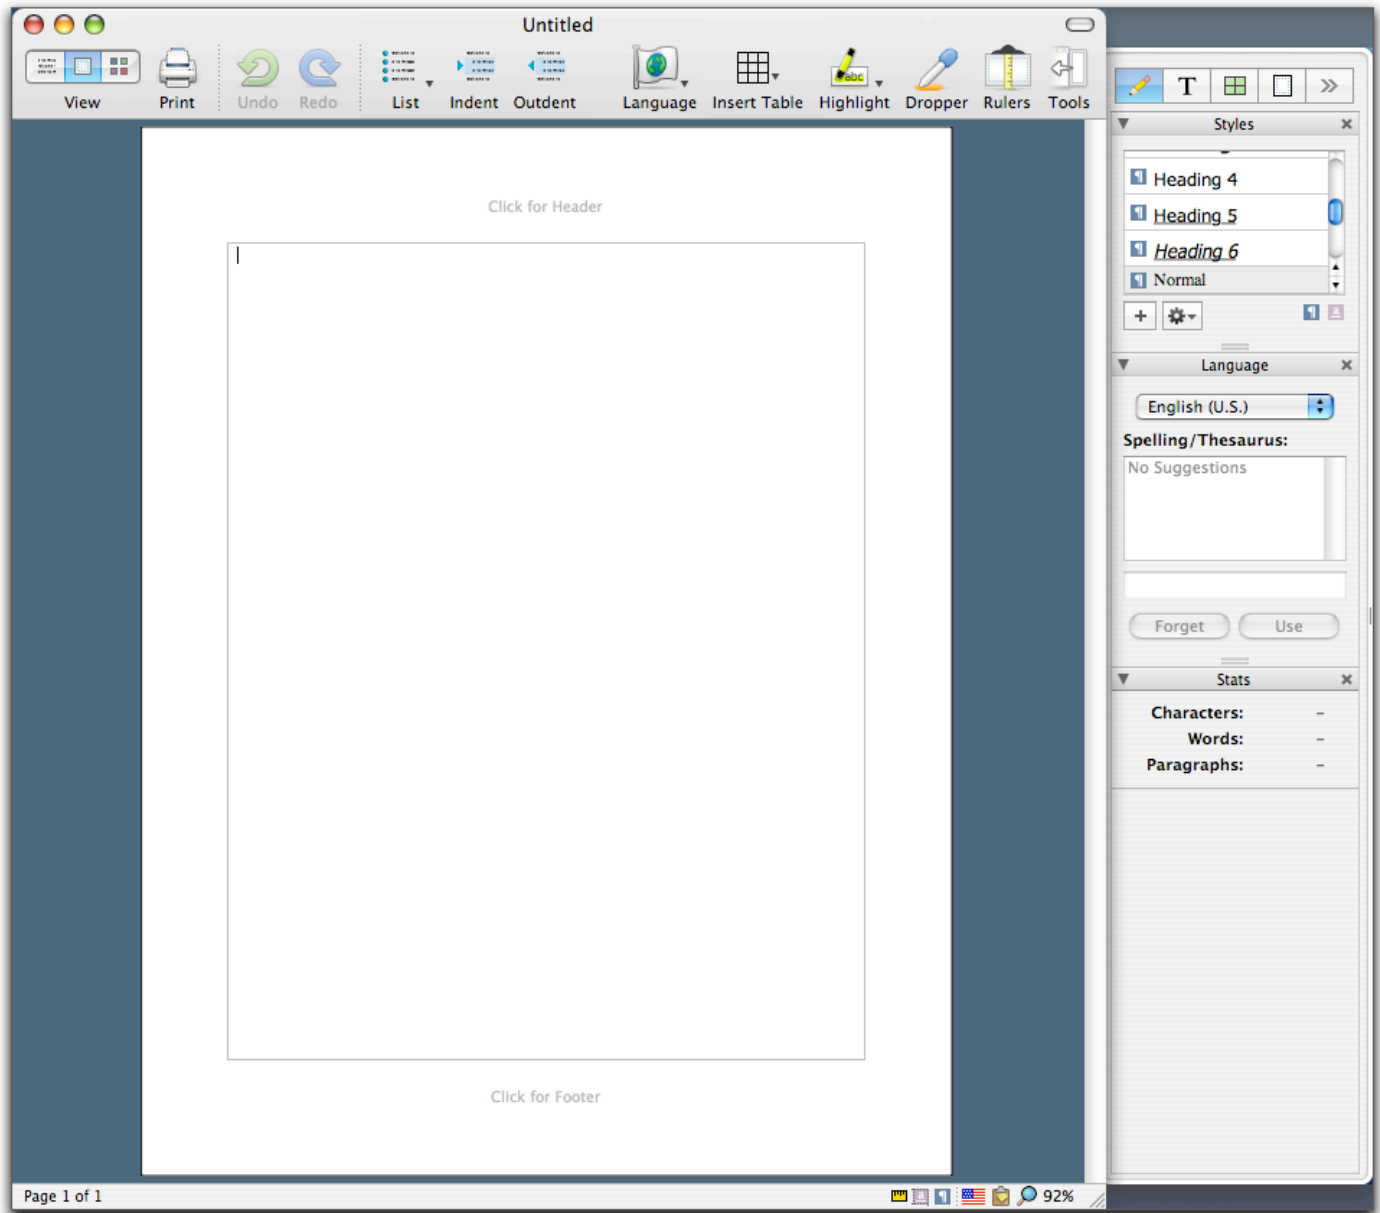 Untitled
View Print Undo Redo List Indent Outdent Language Insert Table Highlight Dropper Rulers Tools
abc
T
Styles
Heading 4
Heading 5
Heading 6
Normal
Click for Header
Language
English (U.S.)
Spelling/Thesaurus:
No Suggestions
Forget Use
Stats
Characters: –
Words: –
Paragraphs: –
Click for Footer
Page 1 of 1
92%